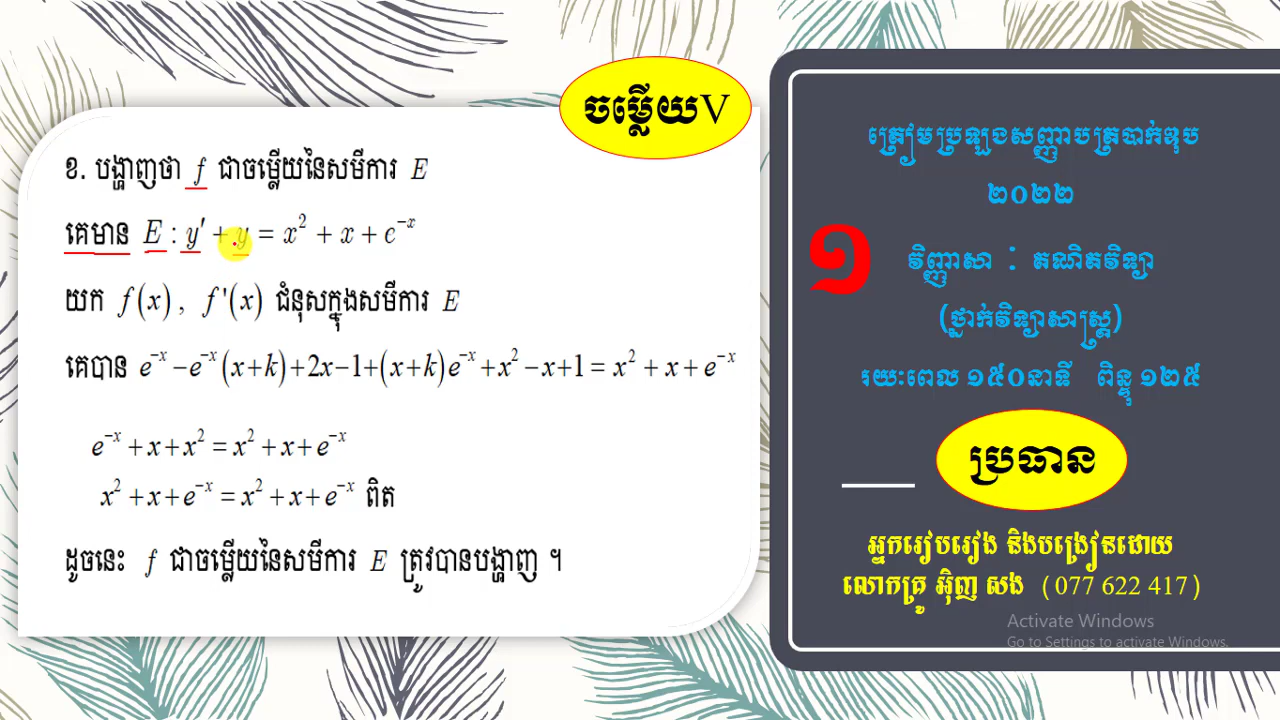 ចម្លើយV
ខ. បង្ហាញថា f ជាចម្លើយនៃសមីការ E
គេមាន E : y' + y = x² + x + e⁻ˣ
យក f(x) , f'(x) ជំនុសក្នុងសមីការ E
គេបាន e⁻ˣ −e⁻ˣ(x+k)+2x−1+(x+k)e⁻ˣ +x² −x+1 = x² + x + e⁻ˣ
e⁻ˣ +x+x² = x² +x+e⁻ˣ
x² +x+e⁻ˣ = x² +x+e⁻ˣ ពិត
ដូចនេះ f ជាចម្លើយនៃសមីការ E ត្រូវបានបង្ហាញ ។
ត្រៀមប្រឡងសញ្ញាបត្របាក់ឌុប
២០២២
១
វិញ្ញាសា : គណិតវិទ្យា
(ថ្នាក់វិទ្យាសាស្ត្រ)
រយៈពេល ១៥០នាទី ពិន្ទុ ១២៥
ប្រធាន
អ្នករៀបរៀង និងបង្រៀនដោយ
លោកគ្រូ អ៊ិញ សង (077 622 417)
Activate Windows
Go to Settings to activate Windows.